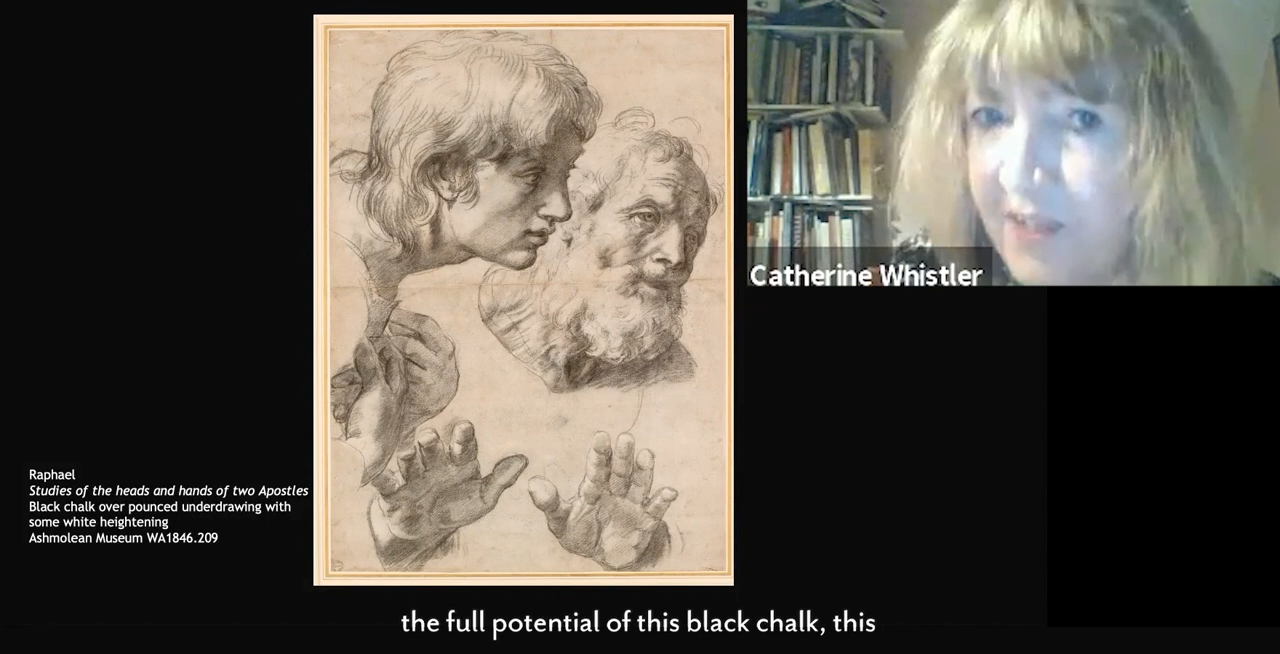 Catherine Whistler
Raphael
Studies of the heads and hands of two Apostles
Black chalk over pounced underdrawing with
some white heightening
Ashmolean Museum WA1846.209
the full potential of this black chalk, this